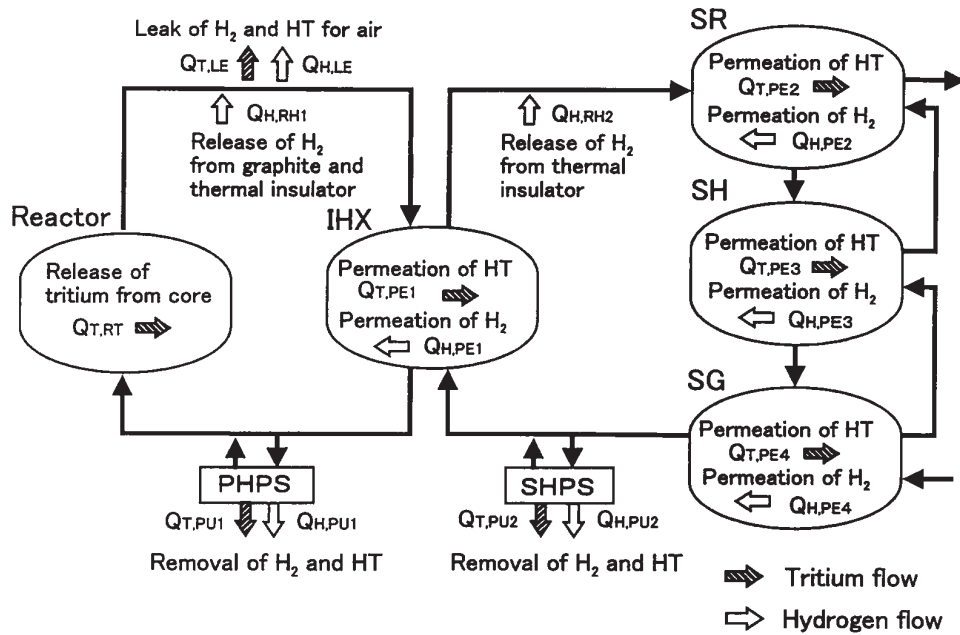 Leak of H2 and HT for air
QT,LE
QH,LE
QH,RH1
Release of H2
from graphite and
thermal insulator
QH,RH2
Release of H2
from thermal
insulator
Reactor
Release of
tritium from core
QT,RT
IHX
Permeation of HT
QT,PE1
Permeation of H2
QH,PE1
SR
Permeation of HT
QT,PE2
Permeation of H2
QH,PE2
SH
Permeation of HT
QT,PE3
Permeation of H2
QH,PE3
SG
Permeation of HT
QT,PE4
Permeation of H2
QH,PE4
PHPS
QT,PU1
QH,PU1
Removal of H2 and HT
SHPS
QT,PU2
QH,PU2
Removal of H2 and HT
Tritium flow
Hydrogen flow